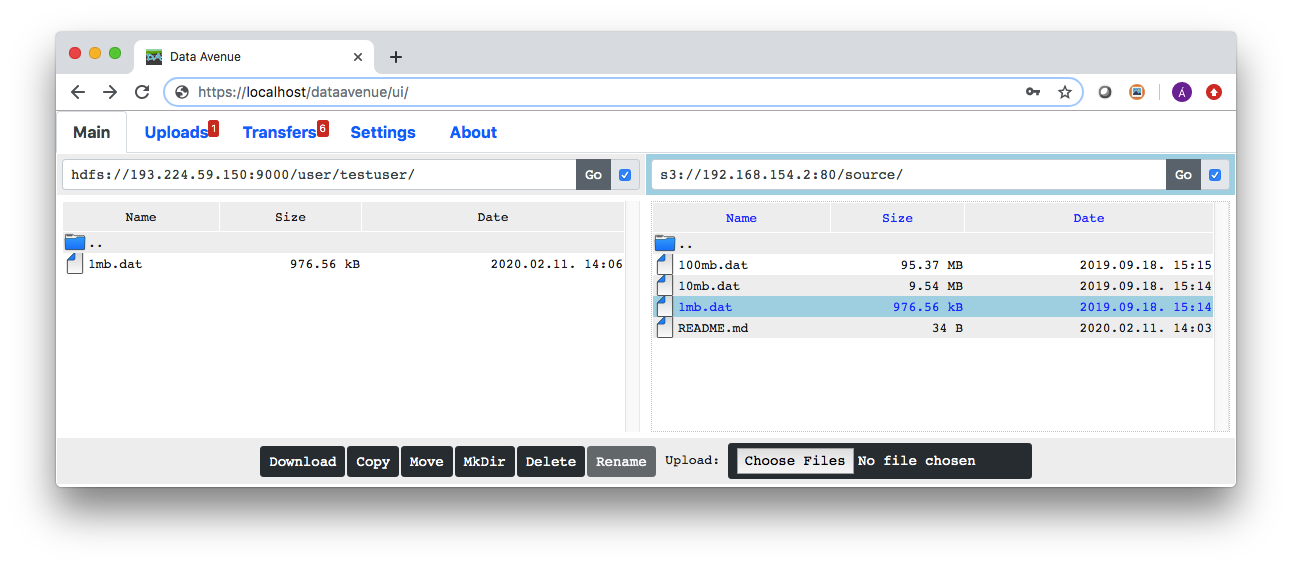 Data Avenue
https://localhost/dataavenue/ui/
Á
Main Uploads 1 Transfers 6 Settings About
hdfs://193.224.59.150:9000/user/testuser/ Go
s3://192.168.154.2:80/source/ Go
Name Size Date
..
1mb.dat 976.56 kB 2020.02.11. 14:06
Name Size Date
..
100mb.dat 95.37 MB 2019.09.18. 15:15
10mb.dat 9.54 MB 2019.09.18. 15:14
1mb.dat 976.56 kB 2019.09.18. 15:14
README.md 34 B 2020.02.11. 14:03
Download Copy Move MkDir Delete Rename Upload: Choose Files No file chosen